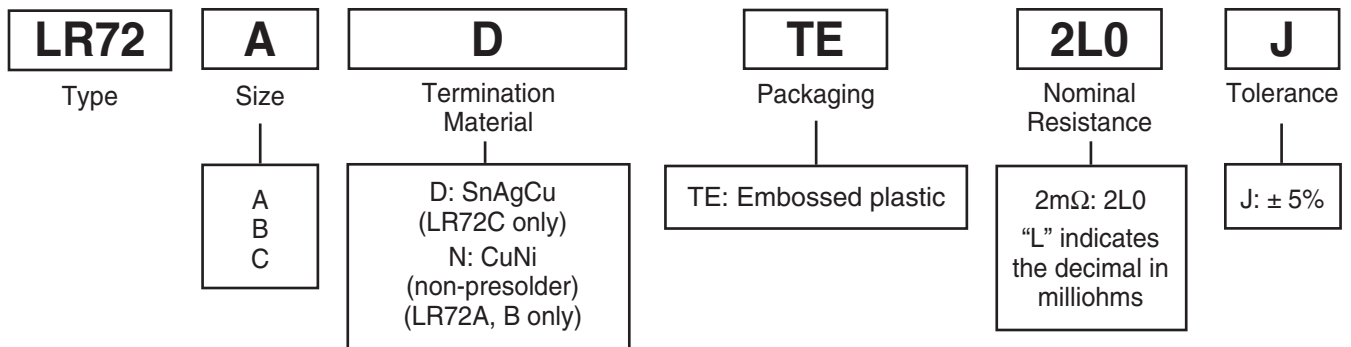 LR72 A D TE 2L0 J
Type Size Termination Material Packaging Nominal Resistance Tolerance
A
B
C
D: SnAgCu
(LR72C only)
N: CuNi
(non-presolder)
(LR72A, B only)
TE: Embossed plastic
2mΩ: 2L0
“L” indicates
the decimal in
milliohms
J: ± 5%